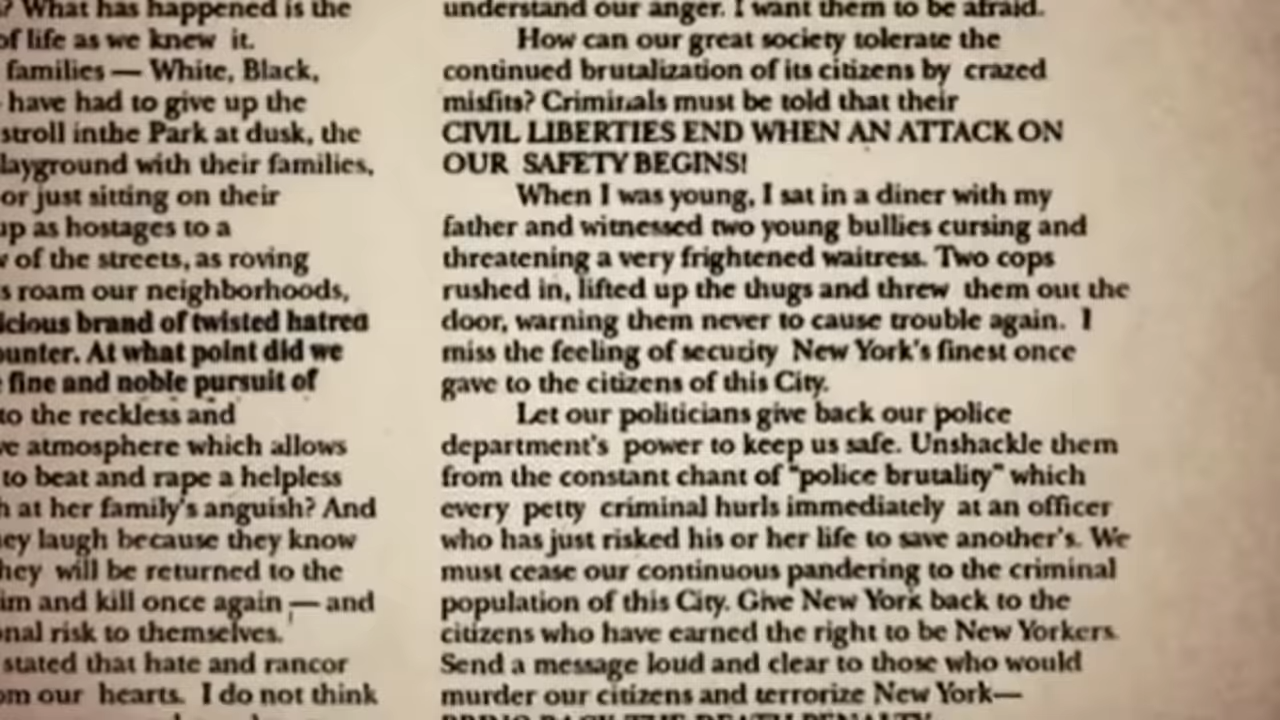 ? What has happened is the
of life as we knew it.
families — White, Black,
have had to give up the
stroll inthe Park at dusk, the
layground with their families,
or just sitting on their
up as hostages to a
of the streets, as roving
s roam our neighborhoods,
icious brand of twisted hatred
ounter. At what point did we
fine and noble pursuit of
to the reckless and
ve atmosphere which allows
to beat and rape a helpless
h at her family's anguish? And
ey laugh because they know
hey will be returned to the
im and kill once again — and
onal risk to themselves.
stated that hate and rancor
om our hearts. I do not think
understand our anger. I want them to be afraid.
How can our great society tolerate the
continued brutalization of its citizens by crazed
misfits? Criminals must be told that their
CIVIL LIBERTIES END WHEN AN ATTACK ON
OUR SAFETY BEGINS!
When I was young, I sat in a diner with my
father and witnessed two young bullies cursing and
threatening a very frightened waitress. Two cops
rushed in, lifted up the thugs and threw them out the
door, warning them never to cause trouble again. I
miss the feeling of security New York's finest once
gave to the citizens of this City.
Let our politicians give back our police
department's power to keep us safe. Unshackle them
from the constant chant of "police brutality" which
every petty criminal hurls immediately at an officer
who has just risked his or her life to save another's. We
must cease our continuous pandering to the criminal
population of this City. Give New York back to the
citizens who have earned the right to be New Yorkers.
Send a message loud and clear to those who would
murder our citizens and terrorize New York—
BRING BACK THE DEATH PENALTY